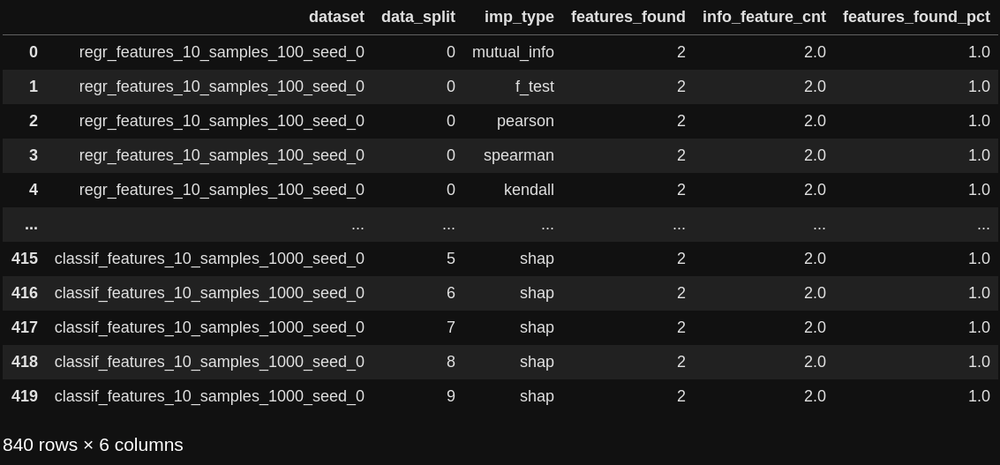 dataset data_split imp_type features_found info_feature_cnt features_found_pct
0 regr_features_10_samples_100_seed_0 0 mutual_info 2 2.0 1.0
1 regr_features_10_samples_100_seed_0 0 f_test 2 2.0 1.0
2 regr_features_10_samples_100_seed_0 0 pearson 2 2.0 1.0
3 regr_features_10_samples_100_seed_0 0 spearman 2 2.0 1.0
4 regr_features_10_samples_100_seed_0 0 kendall 2 2.0 1.0
... ... ... ... ... ... ...
415 classif_features_10_samples_1000_seed_0 5 shap 2 2.0 1.0
416 classif_features_10_samples_1000_seed_0 6 shap 2 2.0 1.0
417 classif_features_10_samples_1000_seed_0 7 shap 2 2.0 1.0
418 classif_features_10_samples_1000_seed_0 8 shap 2 2.0 1.0
419 classif_features_10_samples_1000_seed_0 9 shap 2 2.0 1.0
840 rows × 6 columns